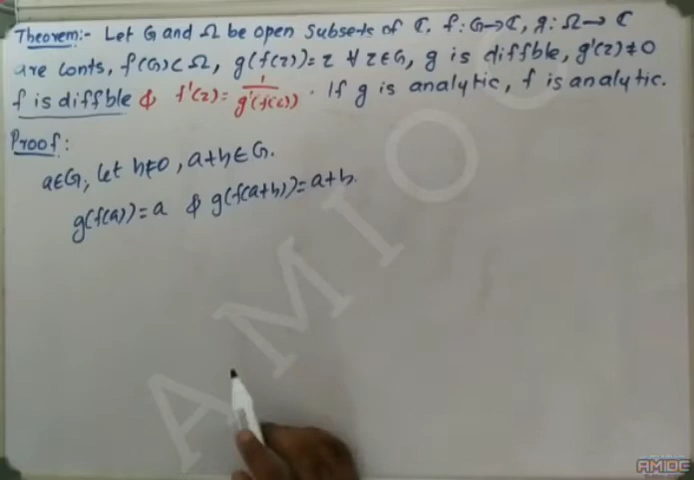 Theorem:- Let G and Ω be open subsets of ℂ. f: G→ℂ, g: Ω→ℂ
are conts, f(G)⊂Ω, g(f(z))=z ∀ z∈G, g is diffble, g'(z)≠0
f is diffble & f'(z)= 1/g'(f(z)). If g is analytic, f is analytic.
Proof:
a∈G, Let h≠0, a+h∈G.
g(f(a))=a & g(f(a+h))=a+h.
AMIOC
AMIOC